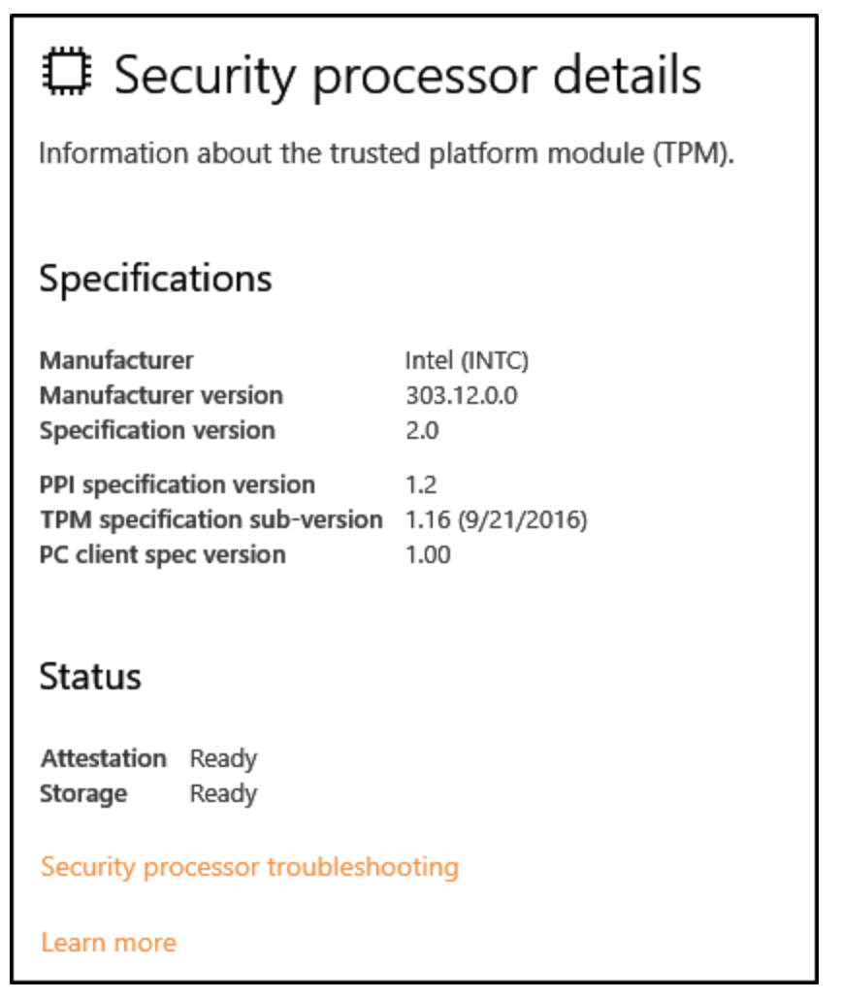 Security processor details
Information about the trusted platform module (TPM).
Specifications
Manufacturer Intel (INTC)
Manufacturer version 303.12.0.0
Specification version 2.0
PPI specification version 1.2
TPM specification sub-version 1.16 (9/21/2016)
PC client spec version 1.00
Status
Attestation Ready
Storage Ready
Security processor troubleshooting
Learn more